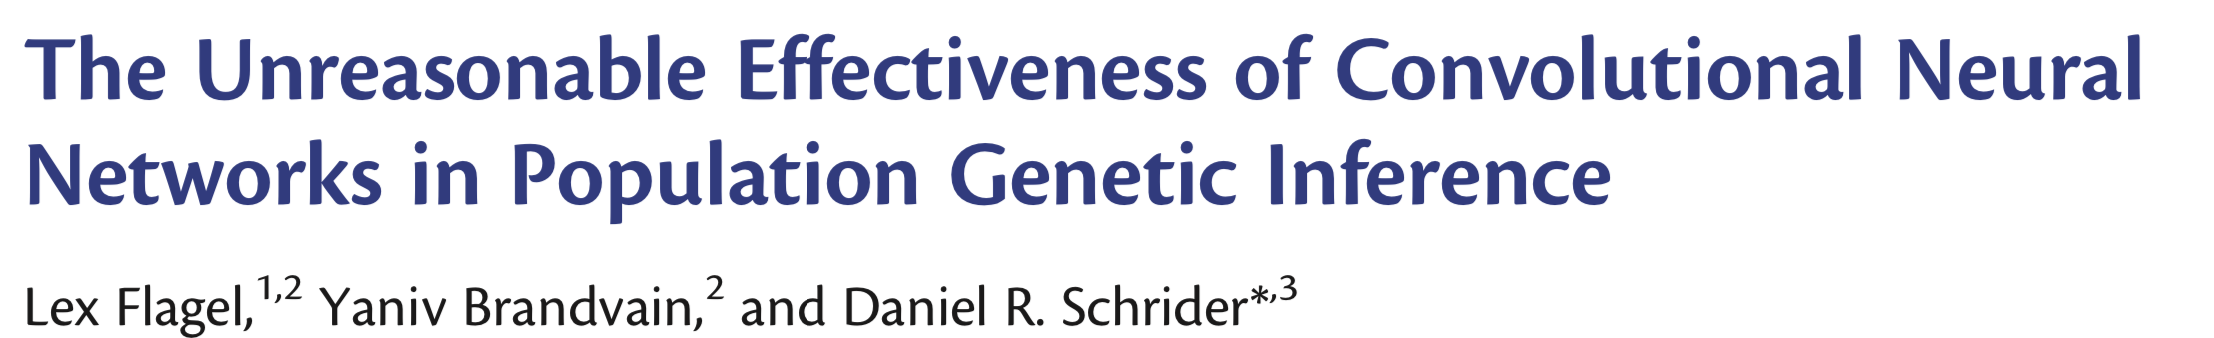 The Unreasonable Effectiveness of Convolutional Neural
Networks in Population Genetic Inference
Lex Flagel,1,2 Yaniv Brandvain,2 and Daniel R. Schrider*,3